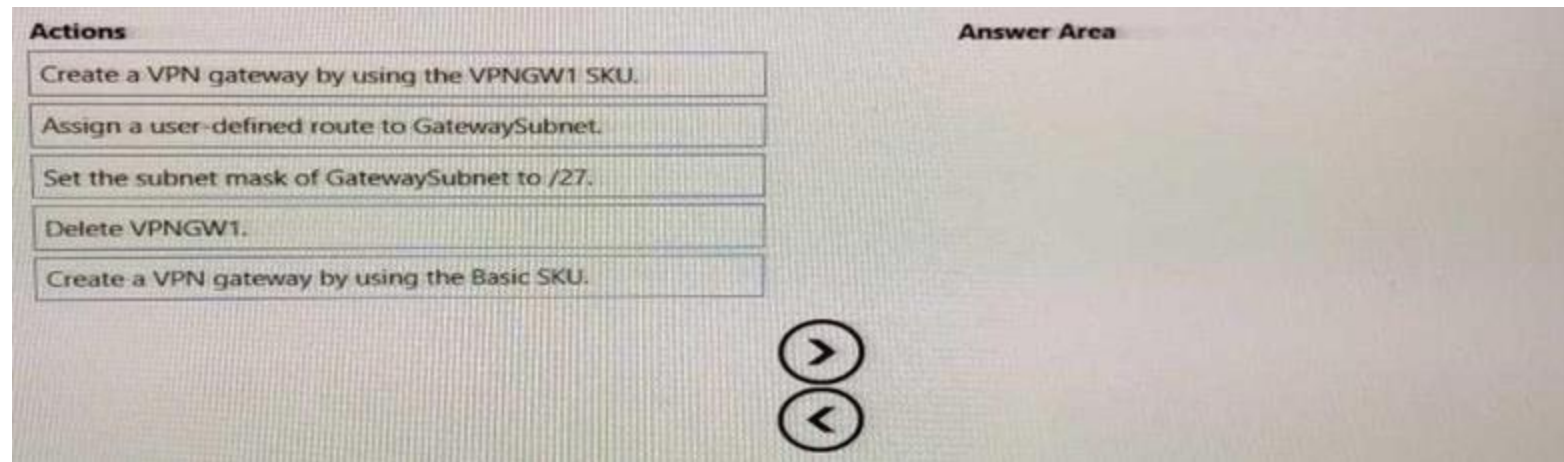 Actions
Answer Area
Create a VPN gateway by using the VPNGW1 SKU.
Assign a user-defined route to GatewaySubnet.
Set the subnet mask of GatewaySubnet to /27.
Delete VPNGW1.
Create a VPN gateway by using the Basic SKU.